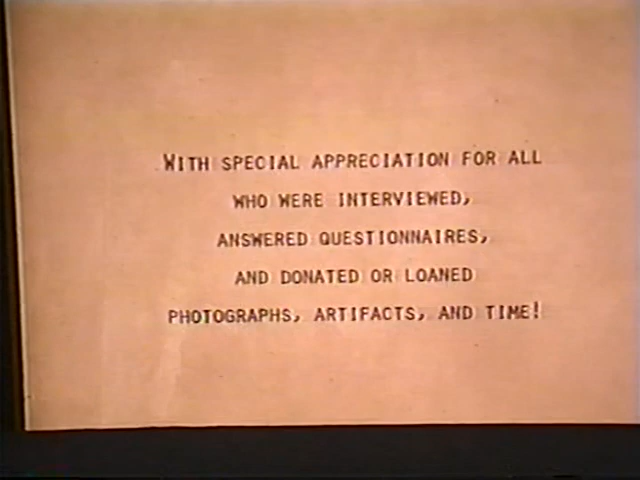 WITH SPECIAL APPRECIATION FOR ALL
WHO WERE INTERVIEWED,
ANSWERED QUESTIONNAIRES,
AND DONATED OR LOANED
PHOTOGRAPHS, ARTIFACTS, AND TIME!